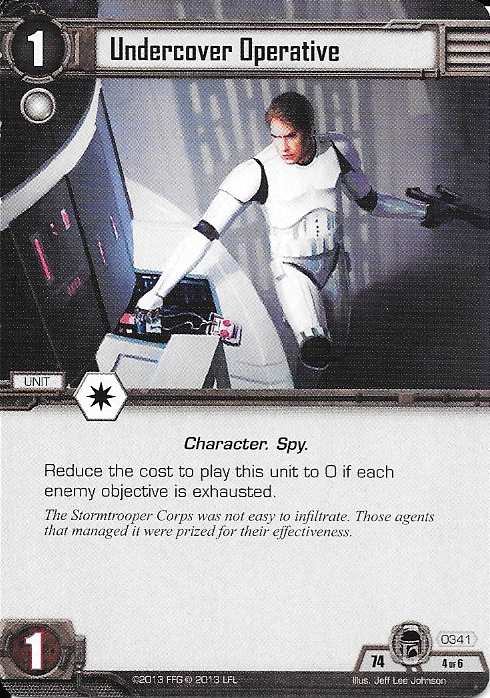 1
Undercover Operative
UNIT
Character. Spy.
Reduce the cost to play this unit to 0 if each
enemy objective is exhausted.
The Stormtrooper Corps was not easy to infiltrate. Those agents
that managed it were prized for their effectiveness.
1
74
0341
4 OF 6
©2013 FFG © 2013 LFL
Illus. Jeff Lee Johnson